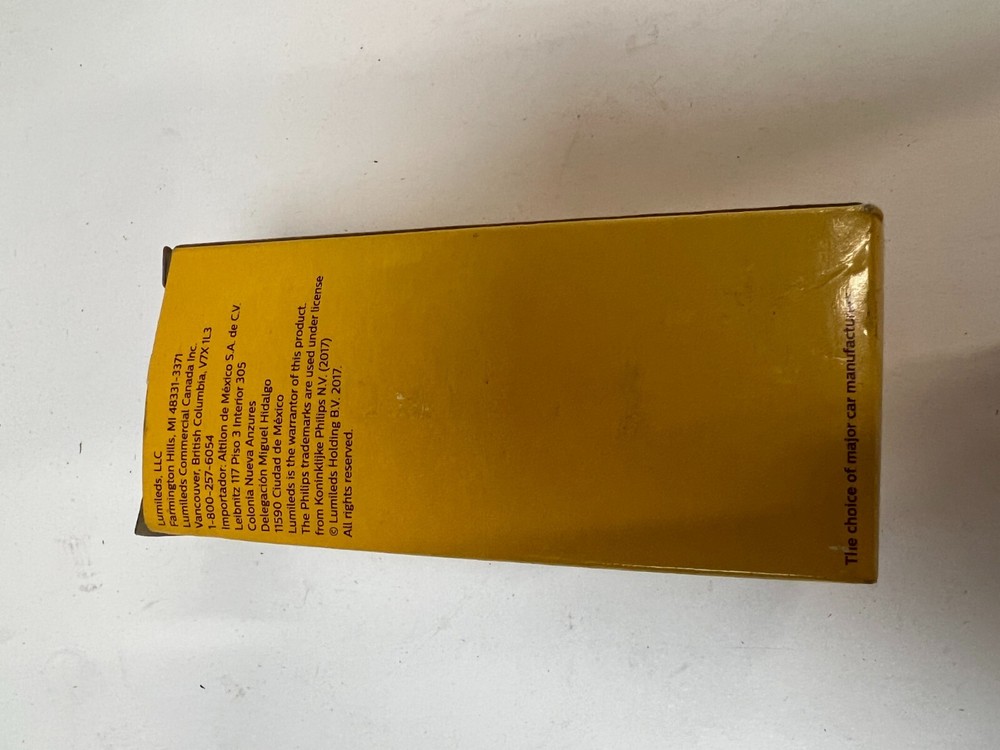 Lumileds, LLC
Farmington Hills, MI 48331-3371
Lumileds Commercial Canada Inc.
Vancouver, British Columbia, V7X 1L3
1-800-257-6054
Importador: Altilon de México S.A. de C.V.
Leibnitz 117 Piso 3 Interior 305
Colonia Nueva Anzures
Delegación Miguel Hidalgo
11590 Ciudad de México
Lumileds is the warrantor of this product.
The Philips trademarks are used under license
from Koninklijke Philips N.V. (2017)
© Lumileds Holding B.V. 2017.
All rights reserved.
The choice of major car